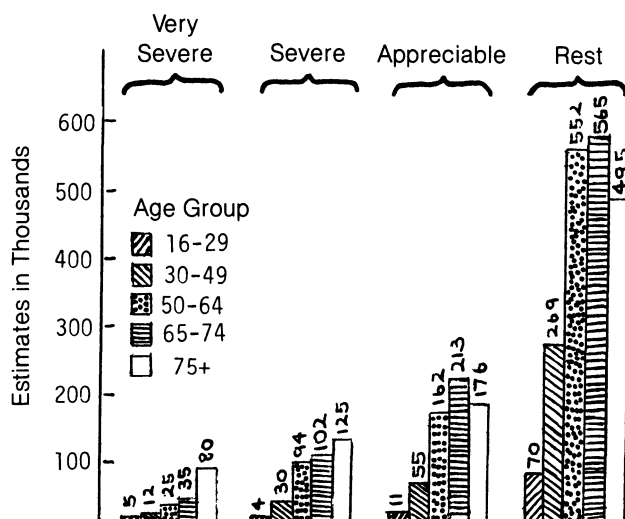 Very
Severe Severe Appreciable Rest
Estimates in Thousands
600
500
400
300
200
100
Age Group
16-29
30-49
50-64
65-74
75+
5 12 25 35 80
4 30 94 102 125
11 55 162 213 176
70 269 552 565 495